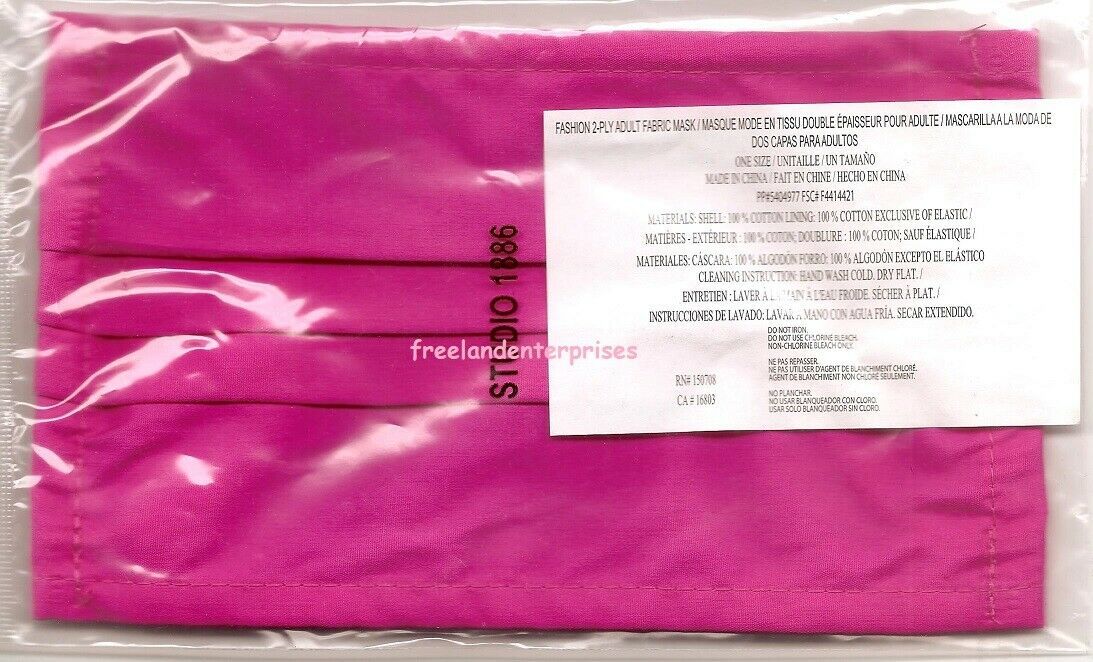 FASHION 2-PLY ADULT FABRIC MASK / MASQUE MODE EN TISSU DOUBLE ÉPAISSEUR POUR ADULTE / MASCARILLA A LA MODA DE
DOS CAPAS PARA ADULTOS
ONE SIZE / UNITAILLE / UN TAMAÑO
MADE IN CHINA / FAIT EN CHINE / HECHO EN CHINA
PP#5404977 FSC# F4414421
MATERIALS: SHELL: 100 % COTTON LINING: 100 % COTTON EXCLUSIVE OF ELASTIC /
MATIÈRES - EXTÉRIEUR : 100 % COTON; DOUBLURE : 100 % COTON; SAUF ÉLASTIQUE /
MATERIALES: CÁSCARA: 100 % ALGODÓN FORRO: 100 % ALGODÓN EXCEPTO EL ELÁSTICO
CLEANING INSTRUCTION: HAND WASH COLD. DRY FLAT. /
ENTRETIEN : LAVER À LA MAIN À L'EAU FROIDE. SÉCHER À PLAT. /
INSTRUCCIONES DE LAVADO: LAVAR A MANO CON AGUA FRÍA. SECAR EXTENDIDO.
DO NOT IRON.
DO NOT USE CHLORINE BLEACH.
NON-CHLORINE BLEACH ONLY.
NE PAS REPASSER.
NE PAS UTILISER D'AGENT DE BLANCHIMENT CHLORÉ.
AGENT DE BLANCHIMENT NON CHLORÉ SEULEMENT.
NO PLANCHAR.
NO USAR BLANQUEADOR CON CLORO.
USAR SOLO BLANQUEADOR SIN CLORO.
RN# 150708
CA # 16803
STUDIO 1886
freelandenterprises